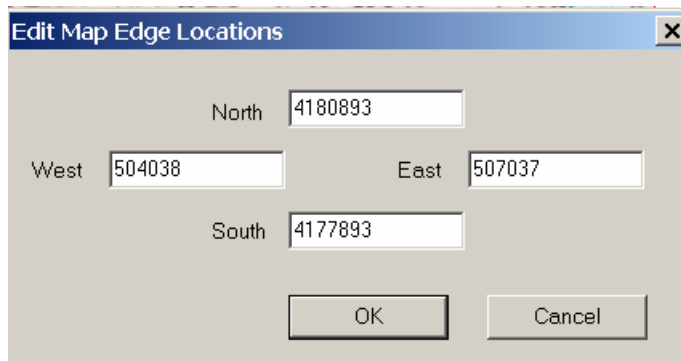 Edit Map Edge Locations
North 4180893
West 504038 East 507037
South 4177893
OK Cancel